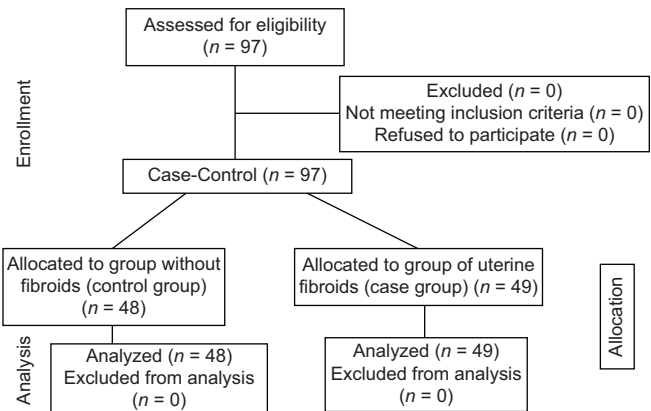 Assessed for eligibility
(n = 97)
Enrollment
Excluded (n = 0)
Not meeting inclusion criteria (n = 0)
Refused to participate (n = 0)
Case-Control (n = 97)
Allocated to group without
fibroids (control group)
(n = 48)
Allocated to group of uterine
fibroids (case group) (n = 49)
Allocation
Analysis
Analyzed (n = 48)
Excluded from analysis
(n = 0)
Analyzed (n = 49)
Excluded from analysis
(n = 0)